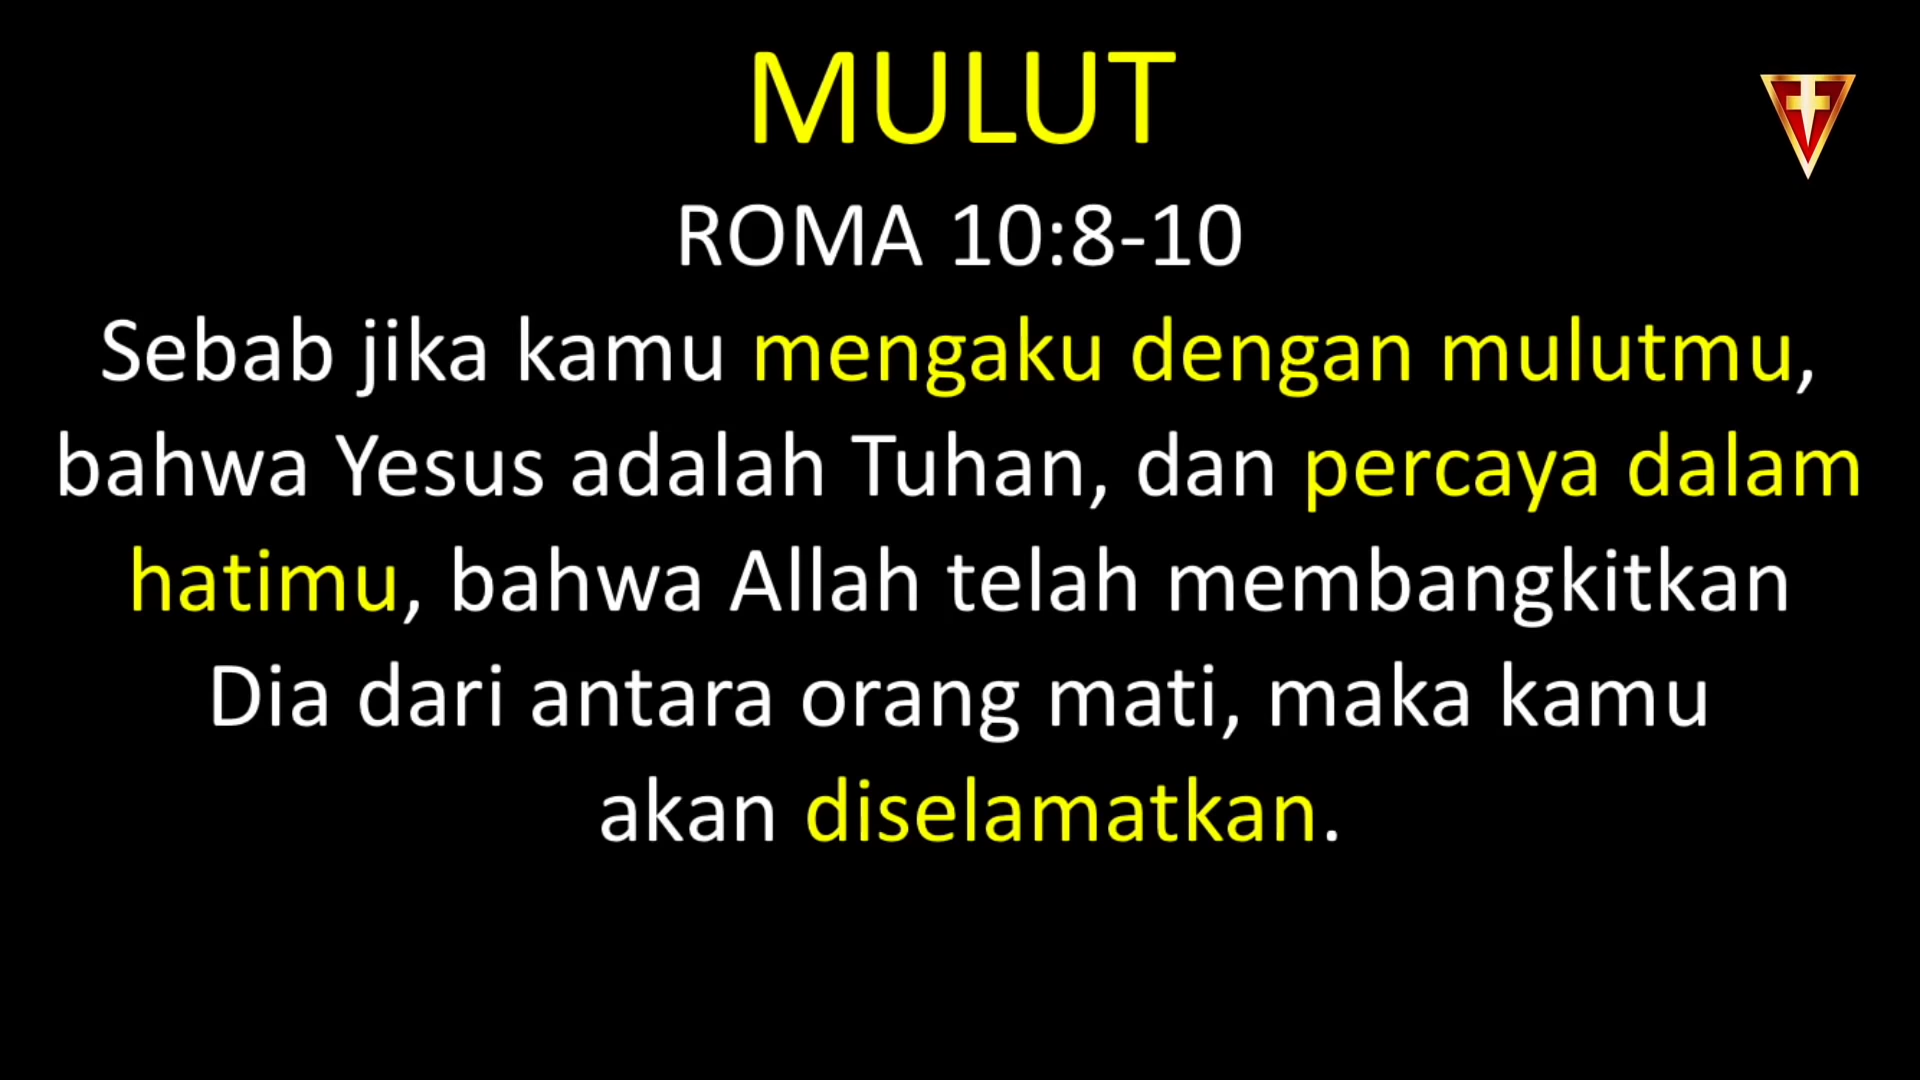 MULUT
ROMA 10:8-10
Sebab jika kamu mengaku dengan mulutmu,
bahwa Yesus adalah Tuhan, dan percaya dalam
hatimu, bahwa Allah telah membangkitkan
Dia dari antara orang mati, maka kamu
akan diselamatkan.